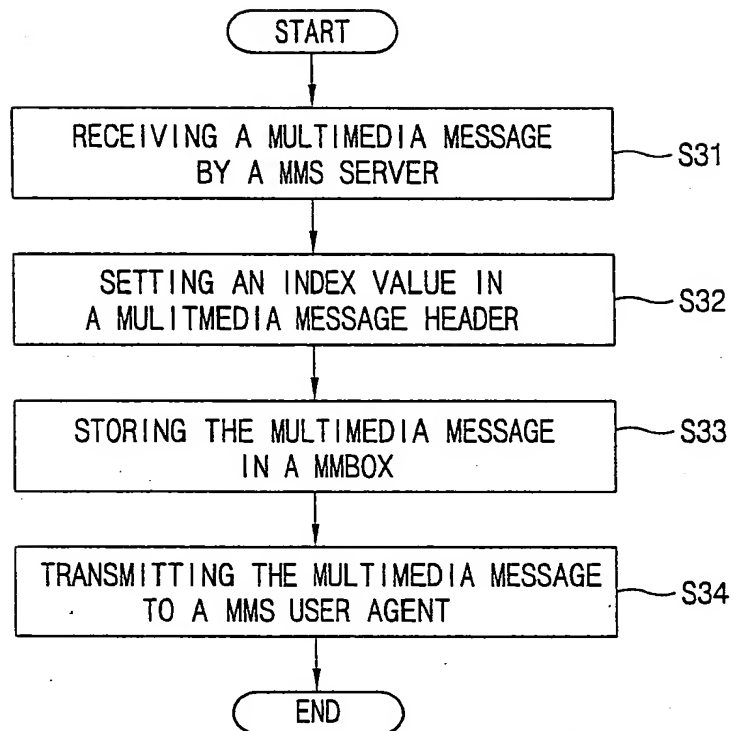 START
RECEIVING A MULTIMEDIA MESSAGE
BY A MMS SERVER
S31
SETTING AN INDEX VALUE IN
A MULITMEDIA MESSAGE HEADER
S32
STORING THE MULTIMEDIA MESSAGE
IN A MMBOX
S33
TRANSMITTING THE MULTIMEDIA MESSAGE
TO A MMS USER AGENT
S34
END